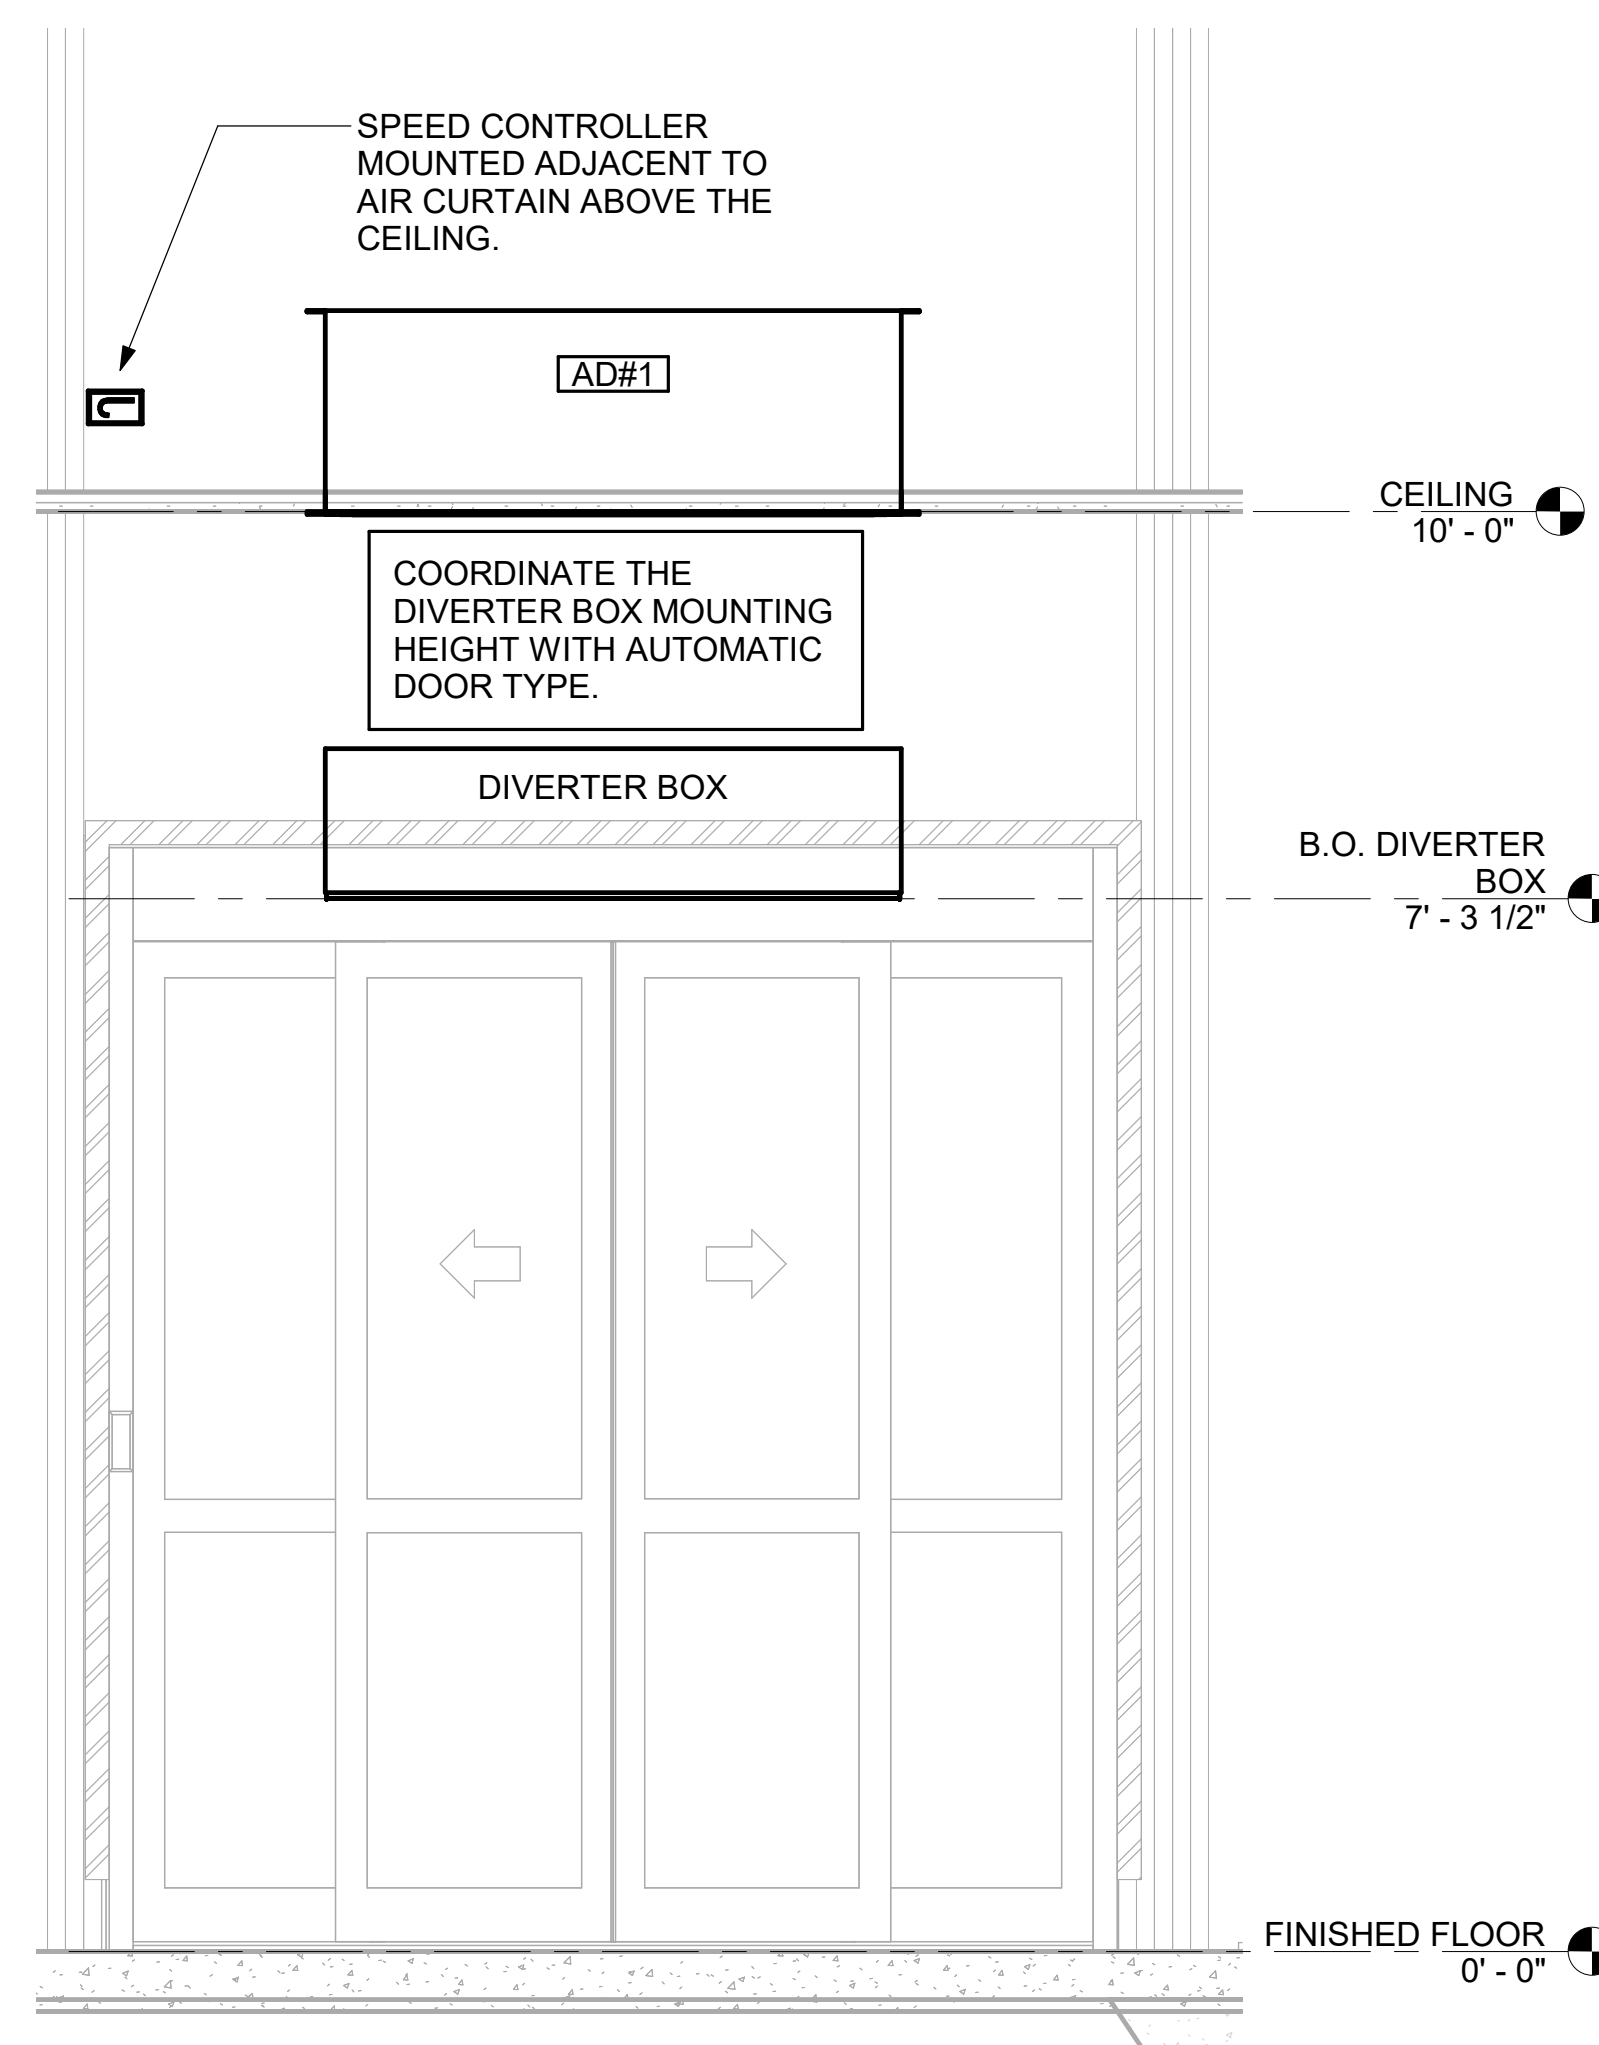 SPEED CONTROLLER
MOUNTED ADJACENT TO
AIR CURTAIN ABOVE THE
CEILING.
AD#1
CEILING
10' - 0"
COORDINATE THE
DIVERTER BOX MOUNTING
HEIGHT WITH AUTOMATIC
DOOR TYPE.
DIVERTER BOX
B.O. DIVERTER
BOX
7' - 3 1/2"
FINISHED FLOOR
0' - 0"